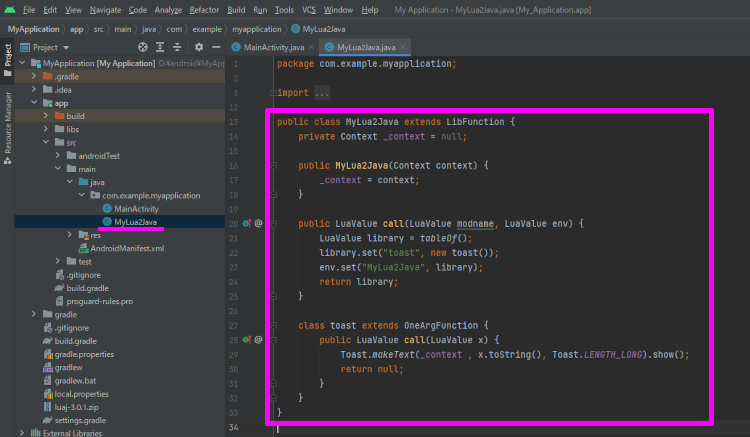 File Edit View Navigate Code Analyze Refactor Build Run Tools VCS Window Help My Application - MyLua2Java.java [My_Application.app]
MyApplication app src main java com example myapplication MyLua2Java
Project
Resource Manager
Project
MyApplication [My Application]
.gradle
.idea
app
build
libs
src
androidTest
main
java
com.example.myapplication
MainActivity
MyLua2Java
res
AndroidManifest.xml
test
.gitignore
build.gradle
proguard-rules.pro
gradle
.gitignore
build.gradle
gradle.properties
gradlew
gradlew.bat
local.properties
luaj-3.0.1.zip
settings.gradle
External Libraries
MainActivity.java MyLua2Java.java
1 package com.example.myapplication;
2
3 import ...
12
13 public class MyLua2Java extends LibFunction {
14 private Context _context = null;
15
16 public MyLua2Java(Context context) {
17 _context = context;
18 }
19
20 public LuaValue call(LuaValue modname, LuaValue env) {
21 LuaValue library = tableOf();
22 library.set("toast", new toast());
23 env.set("MyLua2Java", library);
24 return library;
25 }
26
27 class toast extends OneArgFunction {
28 public LuaValue call(LuaValue x) {
29 Toast.makeText(_context , x.toString(), Toast.LENGTH_LONG).show();
30 return null;
31 }
32 }
33 }
34